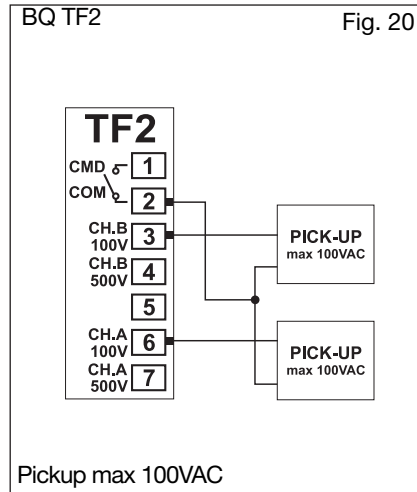 BQ TF2
Fig. 20
TF2
CMD 1
COM 2
CH.B
100V 3
CH.B
500V 4
5
CH.A
100V 6
CH.A
500V 7
PICK-UP
max 100VAC
PICK-UP
max 100VAC
Pickup max 100VAC